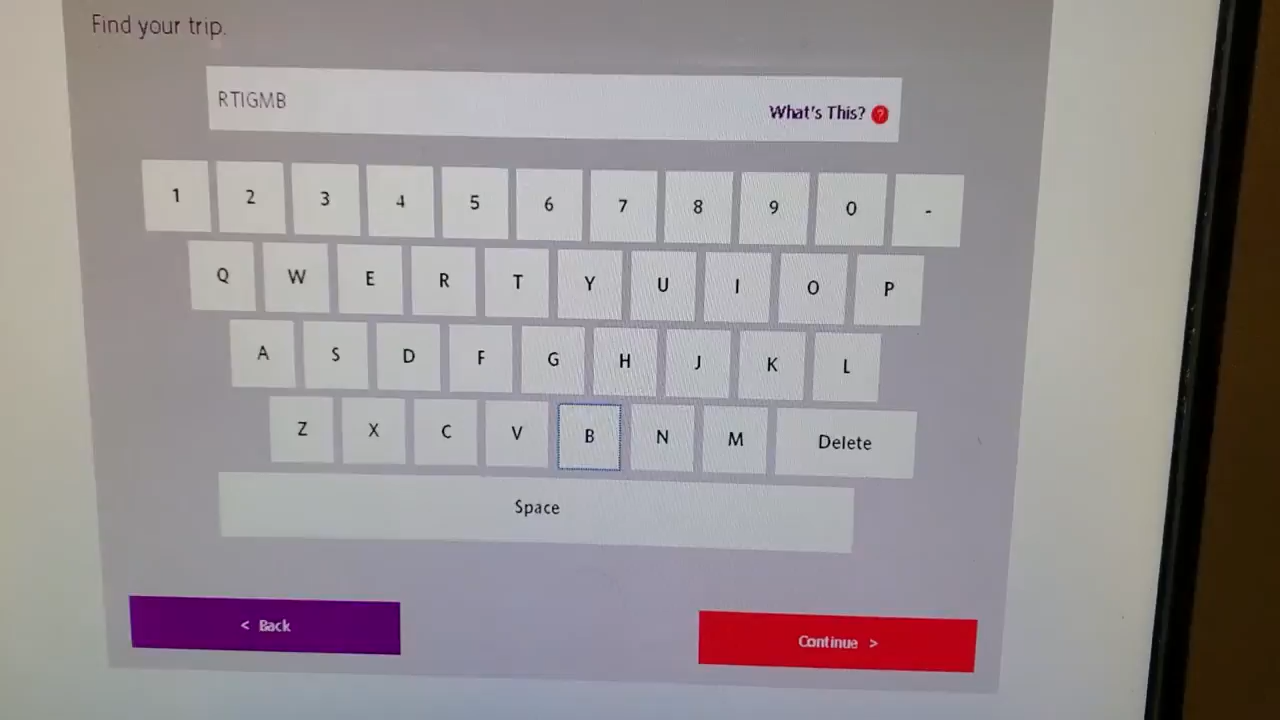 Find your trip.
RTIGMB
What's This? ?
1 2 3 4 5 6 7 8 9 0 -
Q W E R T Y U I O P
A S D F G H J K L
Z X C V B N M Delete
Space
< Back
Continue >